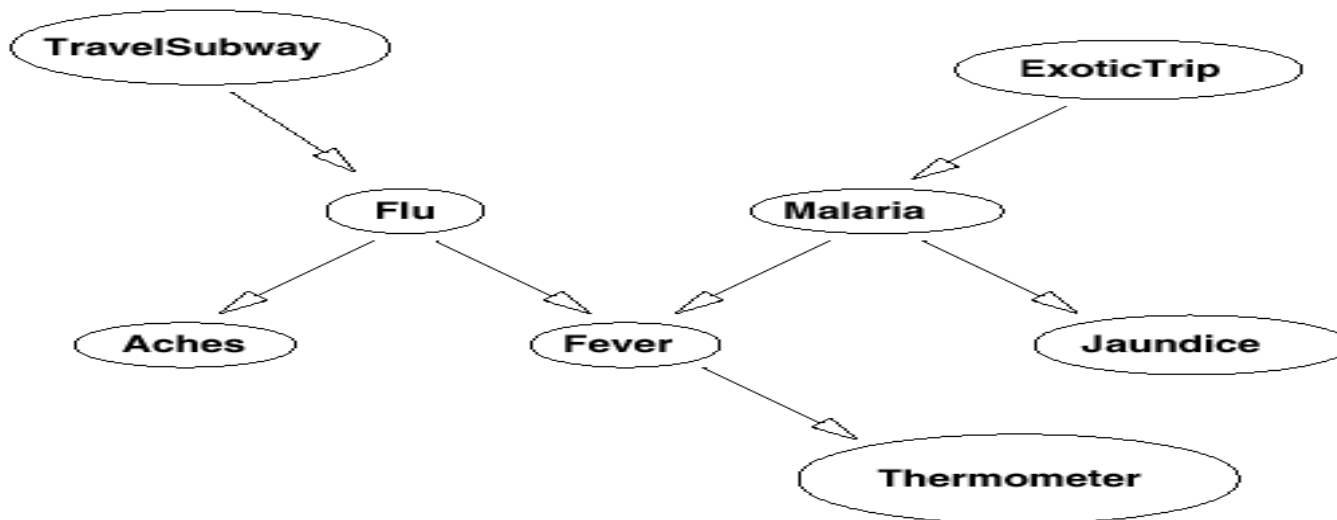 TravelSubway
ExoticTrip
Flu
Malaria
Aches
Fever
Jaundice
Thermometer